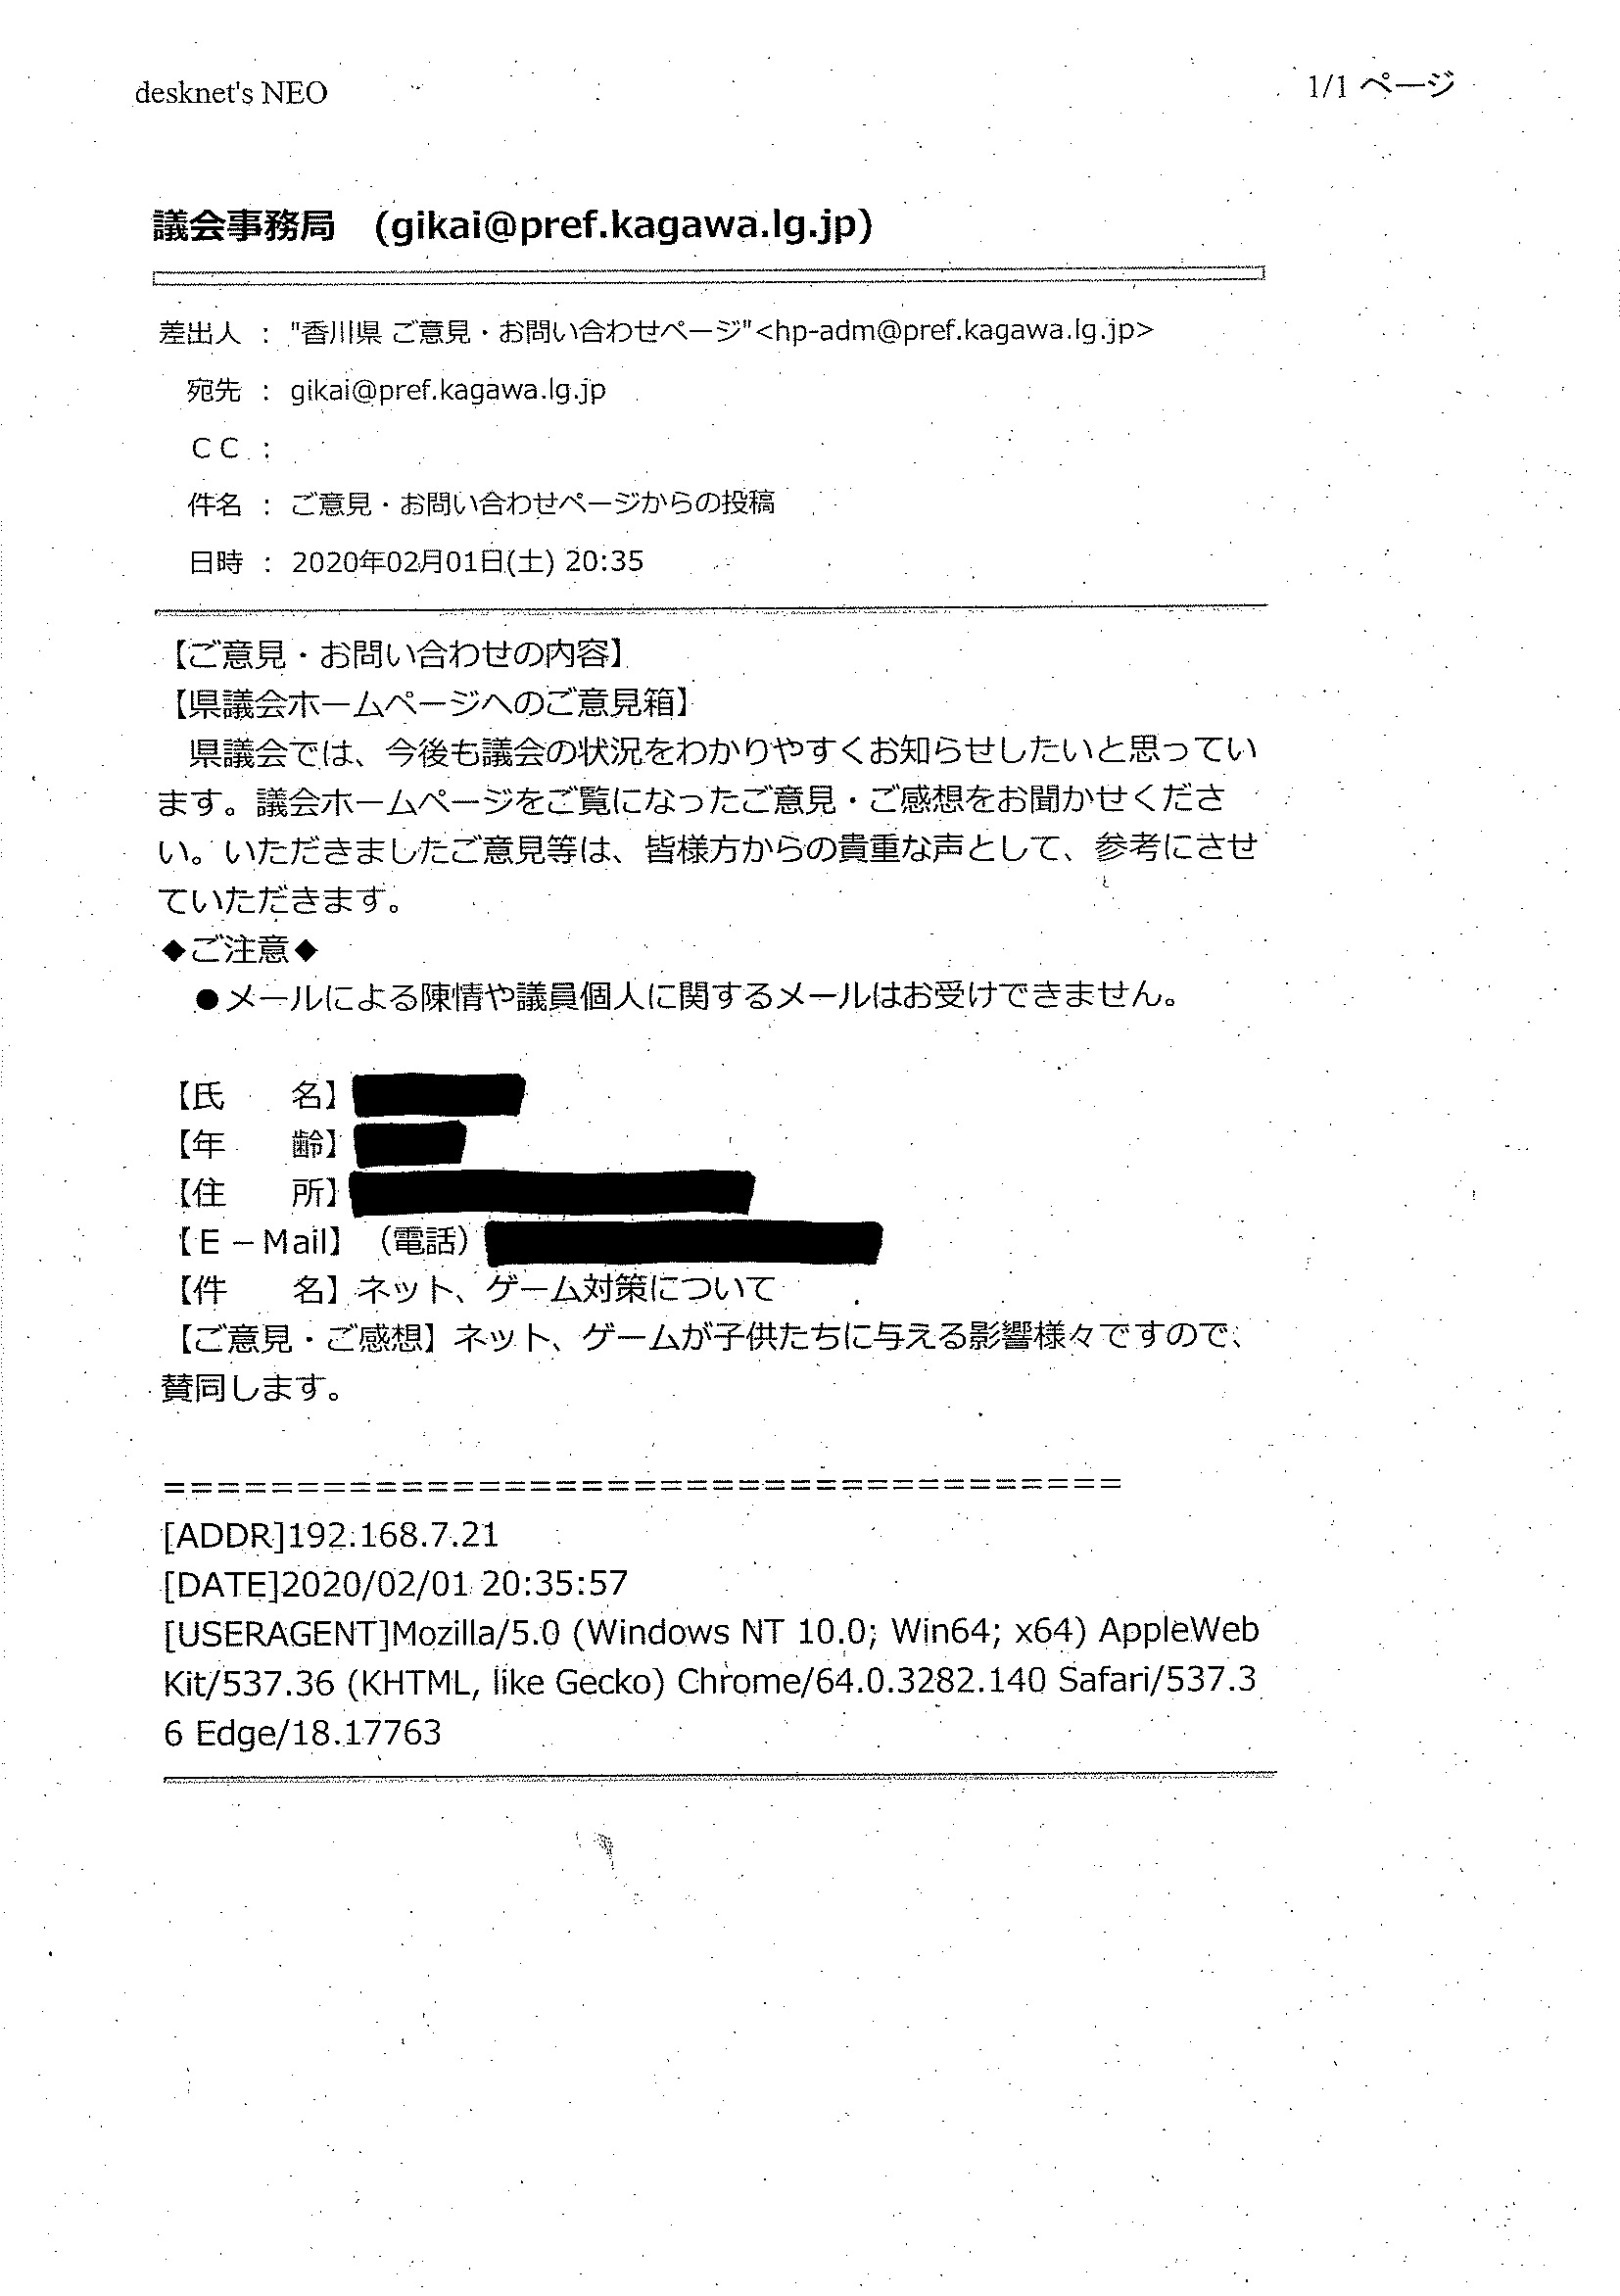 desknet's NEO
1/1 ページ
議会事務局 (gikai@pref.kagawa.lg.jp)
差出人 : "香川県 ご意見・お問い合わせページ"<hp-adm@pref.kagawa.lg.jp>
宛先 : gikai@pref.kagawa.lg.jp
ＣＣ :
件名 : ご意見・お問い合わせページからの投稿
日時 : 2020年02月01日(土) 20:35
【ご意見・お問い合わせの内容】
【県議会ホームページへのご意見箱】
　県議会では、今後も議会の状況をわかりやすくお知らせしたいと思ってい
ます。議会ホームページをご覧になったご意見・ご感想をお聞かせくださ
い。いただきましたご意見等は、皆様方からの貴重な声として、参考にさせ
ていただきます。
◆ご注意◆
　●メールによる陳情や議員個人に関するメールはお受けできません。
【氏　　名】
【年　　齢】
【住　　所】
【Ｅ－Mail】（電話）
【件　　名】ネット、ゲーム対策について
【ご意見・ご感想】ネット、ゲームが子供たちに与える影響様々ですので、
賛同します。
=====================================
[ADDR]192.168.7.21
[DATE]2020/02/01 20:35:57
[USERAGENT]Mozilla/5.0 (Windows NT 10.0; Win64; x64) AppleWeb
Kit/537.36 (KHTML, like Gecko) Chrome/64.0.3282.140 Safari/537.3
6 Edge/18.17763